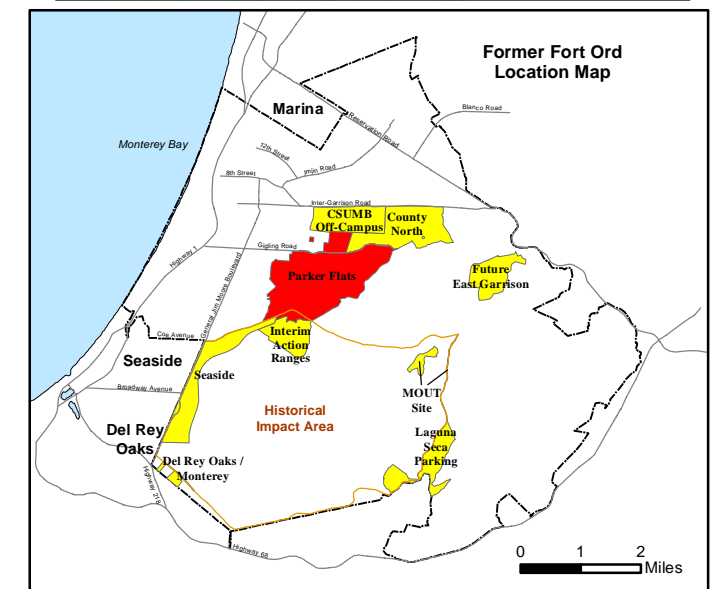 Former Fort Ord
Location Map
Marina
Blanco Road
Reservation Road
Monterey Bay
12th Street
Imjin Road
8th Street
Inter-Garrison Road
CSUMB
Off-Campus
County
North
Gigling Road
Highway 1
General Jim Moore Boulevard
Parker Flats
Future
East Garrison
Coe Avenue
Interim
Action
Ranges
Seaside
Seaside
Broadway Avenue
MOUT
Site
Historical
Impact Area
Del Rey
Oaks
Laguna
Seca
Parking
Del Rey Oaks /
Monterey
Highway 218
Highway 68
0 1 2
Miles